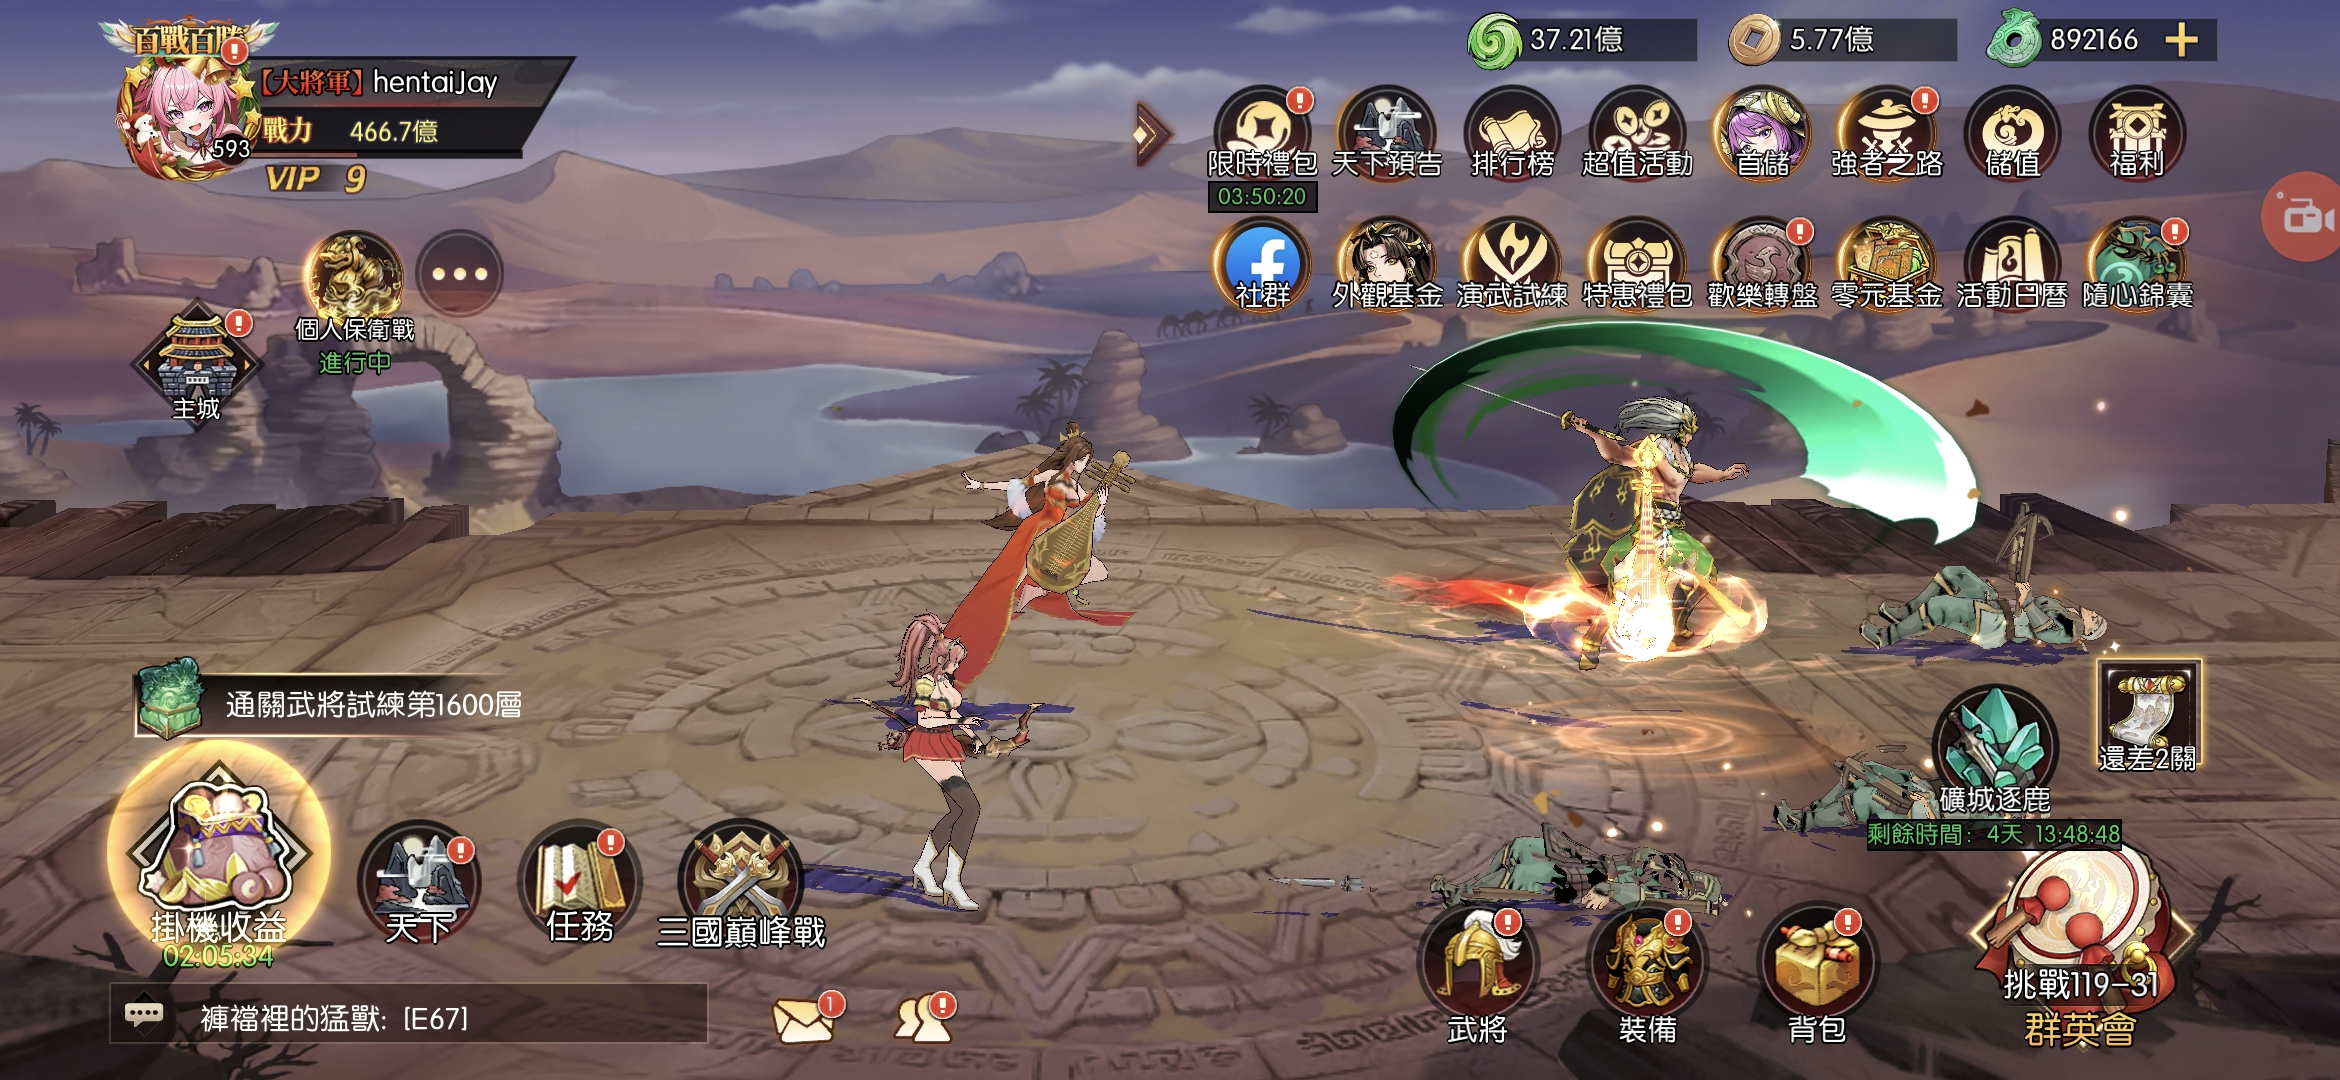 百戰百勝
【大將軍】hentaiJay
593
戰力 466.7億
VIP 9
37.21億
5.77億
892166
限時禮包
03:50:20
天下預告
排行榜
超值活動
首儲
強者之路
儲值
福利
社群
外觀基金
演武試練
特惠禮包
歡樂轉盤
零元基金
活動日曆
隨心錦囊
個人保衛戰
進行中
主城
通關武將試練第1600層
掛機收益
02:05:34
天下
任務
三國巔峰戰
還差2關
礦城逐鹿
剩餘時間: 4天 13:48:48
褲襠裡的猛獸: [E67]
1
武將
裝備
背包
挑戰119-31
群英會